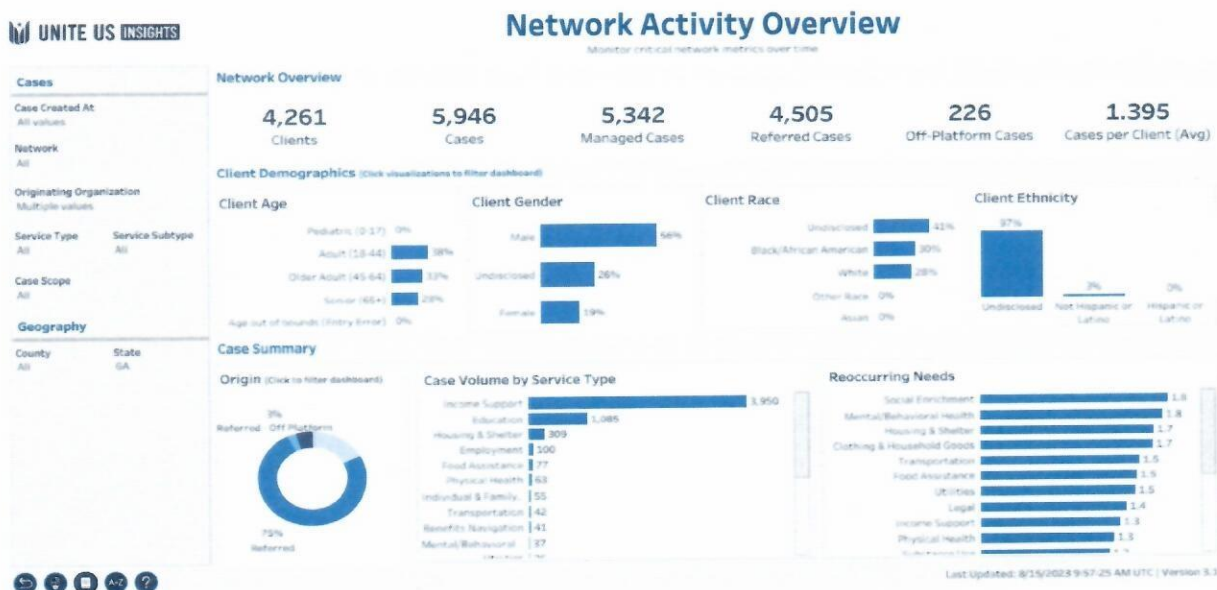 UNITE US INSIGHTS
Network Activity Overview
Monitor critical network metrics over time
Cases
Case Created At
All values
Network
All
Originating Organization
Multiple values
Service Type Service Subtype
All All
Case Scope
All
Geography
County State
All GA
Network Overview
4,261 5,946 5,342 4,505 226 1.395
Clients Cases Managed Cases Referred Cases Off-Platform Cases Cases per Client (Avg)
Client Demographics (Click visualizations to filter dashboard)
Client Age
Pediatric (0-17) 0%
Adult (18-44) 38%
Older Adult (45-64) 33%
Senior (65+) 28%
Age out of bounds (Entry Error) 0%
Client Gender
Male 56%
Undisclosed 26%
Female 19%
Client Race
Undisclosed 41%
Black/African American 30%
White 28%
Other Race 0%
Asian 0%
Client Ethnicity
97% 3% 0%
Undisclosed Not Hispanic or Latino Hispanic or Latino
Case Summary
Origin (Click to filter dashboard)
3%
Referred Off Platform
75%
Referred
Case Volume by Service Type
Income Support 3,950
Education 1,085
Housing & Shelter 309
Employment 100
Food Assistance 77
Physical Health 63
Individual & Family.. 55
Transportation 42
Benefits Navigation 41
Mental/Behavioral .. 37
Reoccurring Needs
Social Enrichment 1.8
Mental/Behavioral Health 1.8
Housing & Shelter 1.7
Clothing & Household Goods 1.7
Transportation 1.5
Food Assistance 1.5
Utilities 1.5
Legal 1.4
Income Support 1.3
Physical Health 1.3
Last Updated: 8/15/2023 9:57:25 AM UTC | Version 3.1
A-Z ?